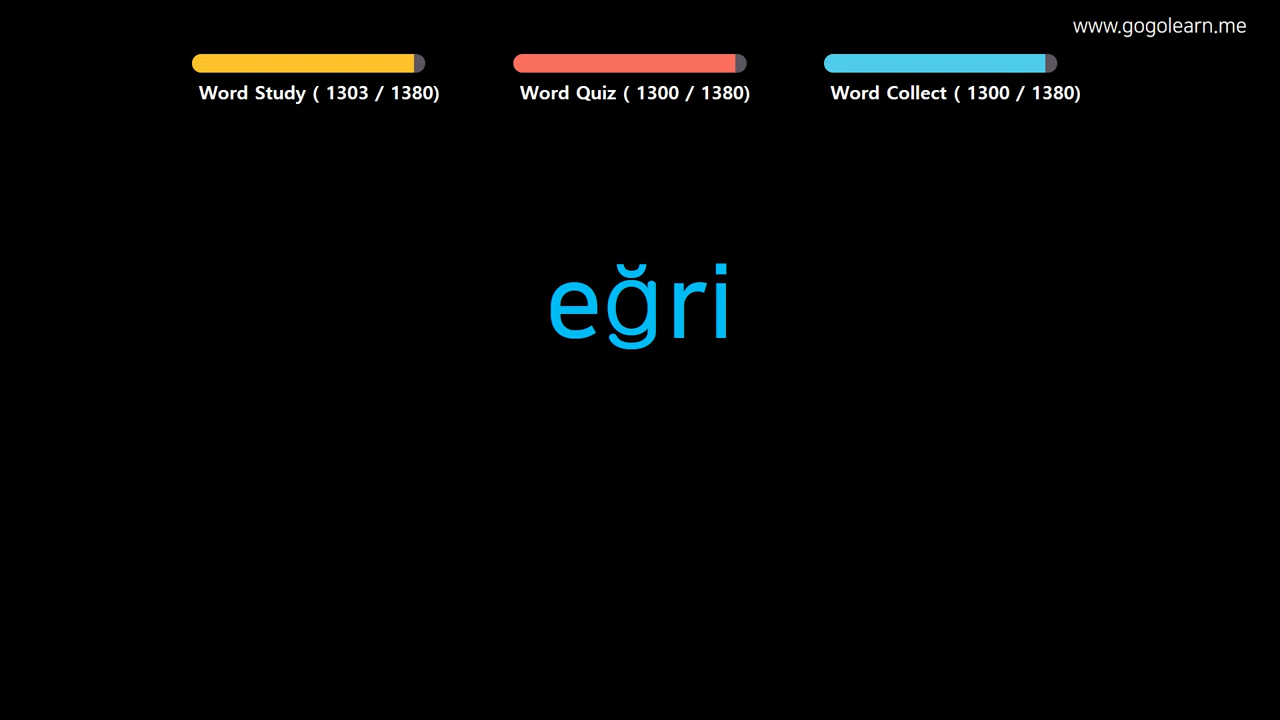 www.gogolearn.me
Word Study ( 1303 / 1380)
Word Quiz ( 1300 / 1380)
Word Collect ( 1300 / 1380)
eğri